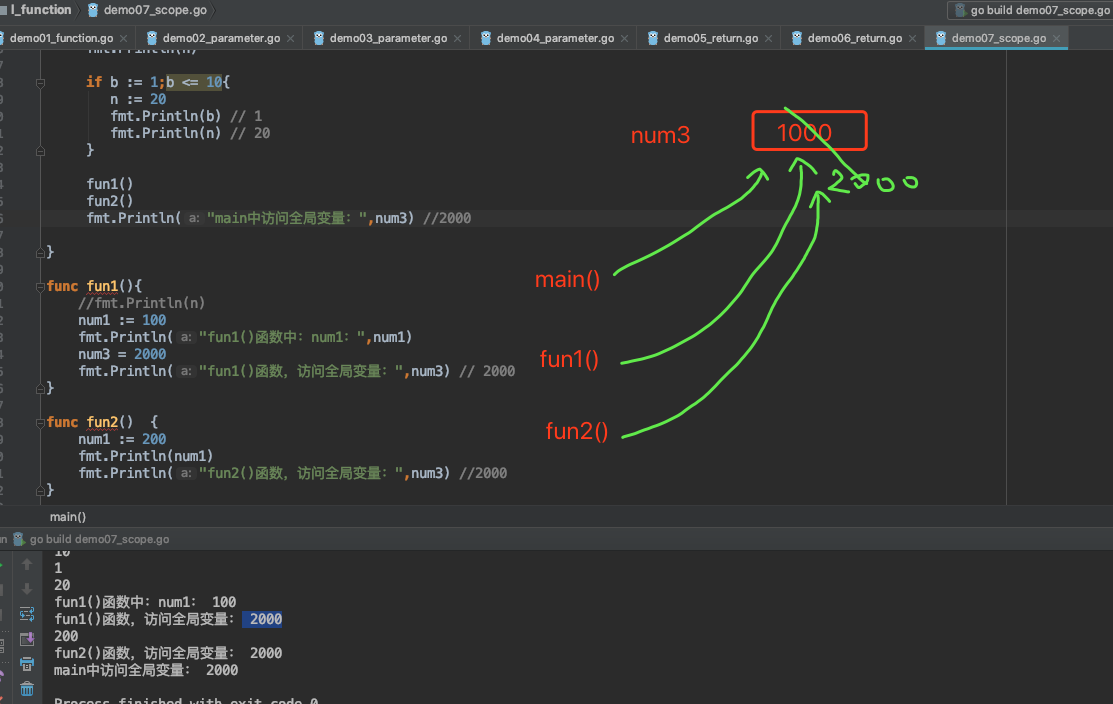 l_function
demo07_scope.go
go build demo07_scope.go
demo01_function.go
demo02_parameter.go
demo03_parameter.go
demo04_parameter.go
demo05_return.go
demo06_return.go
demo07_scope.go
fmt.Println(n)
if b := 1;b <= 10{
n := 20
fmt.Println(b) // 1
fmt.Println(n) // 20
}
fun1()
fun2()
fmt.Println( a: "main中访问全局变量：",num3) //2000
}
func fun1(){
//fmt.Println(n)
num1 := 100
fmt.Println( a: "fun1()函数中：num1：",num1)
num3 = 2000
fmt.Println( a: "fun1()函数，访问全局变量：",num3) // 2000
}
func fun2()  {
num1 := 200
fmt.Println(num1)
fmt.Println( a: "fun2()函数，访问全局变量：",num3) //2000
}
num3
1000
2000
main()
fun1()
fun2()
main()
go build demo07_scope.go
10
1
20
fun1()函数中：num1： 100
fun1()函数，访问全局变量： 2000
200
fun2()函数，访问全局变量： 2000
main中访问全局变量： 2000
Process finished with exit code 0